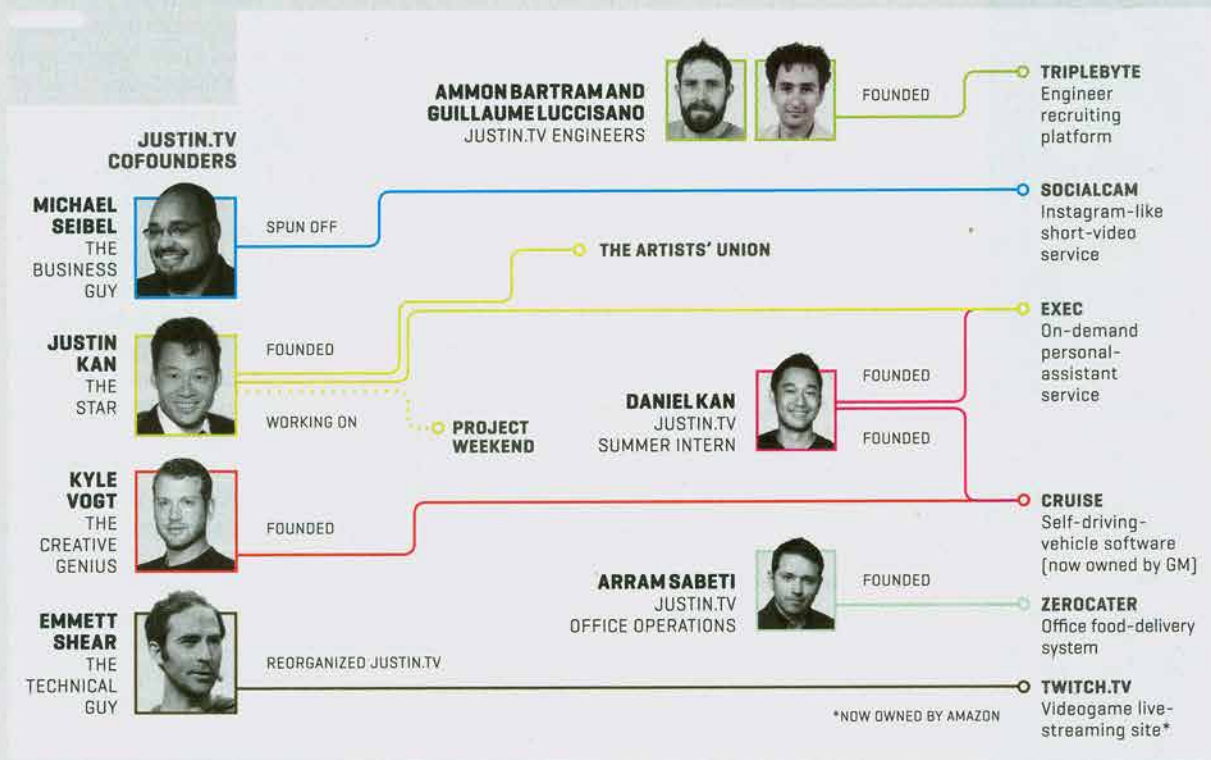 AMMON BARTRAM AND
GUILLAUME LUCCISANO
JUSTIN.TV ENGINEERS
FOUNDED
TRIPLEBYTE
Engineer
recruiting
platform
JUSTIN.TV
COFOUNDERS
MICHAEL
SEIBEL
THE
BUSINESS
GUY
SPUN OFF
SOCIALCAM
Instagram-like
short-video
service
THE ARTISTS' UNION
JUSTIN
KAN
THE
STAR
FOUNDED
WORKING ON
PROJECT
WEEKEND
EXEC
On-demand
personal-
assistant
service
DANIEL KAN
JUSTIN.TV
SUMMER INTERN
FOUNDED
FOUNDED
KYLE
VOGT
THE
CREATIVE
GENIUS
FOUNDED
CRUISE
Self-driving-
vehicle software
(now owned by GM)
ARRAM SABETI
JUSTIN.TV
OFFICE OPERATIONS
FOUNDED
ZEROCATER
Office food-delivery
system
EMMETT
SHEAR
THE
TECHNICAL
GUY
REORGANIZED JUSTIN.TV
TWITCH.TV
Videogame live-
streaming site*
*NOW OWNED BY AMAZON